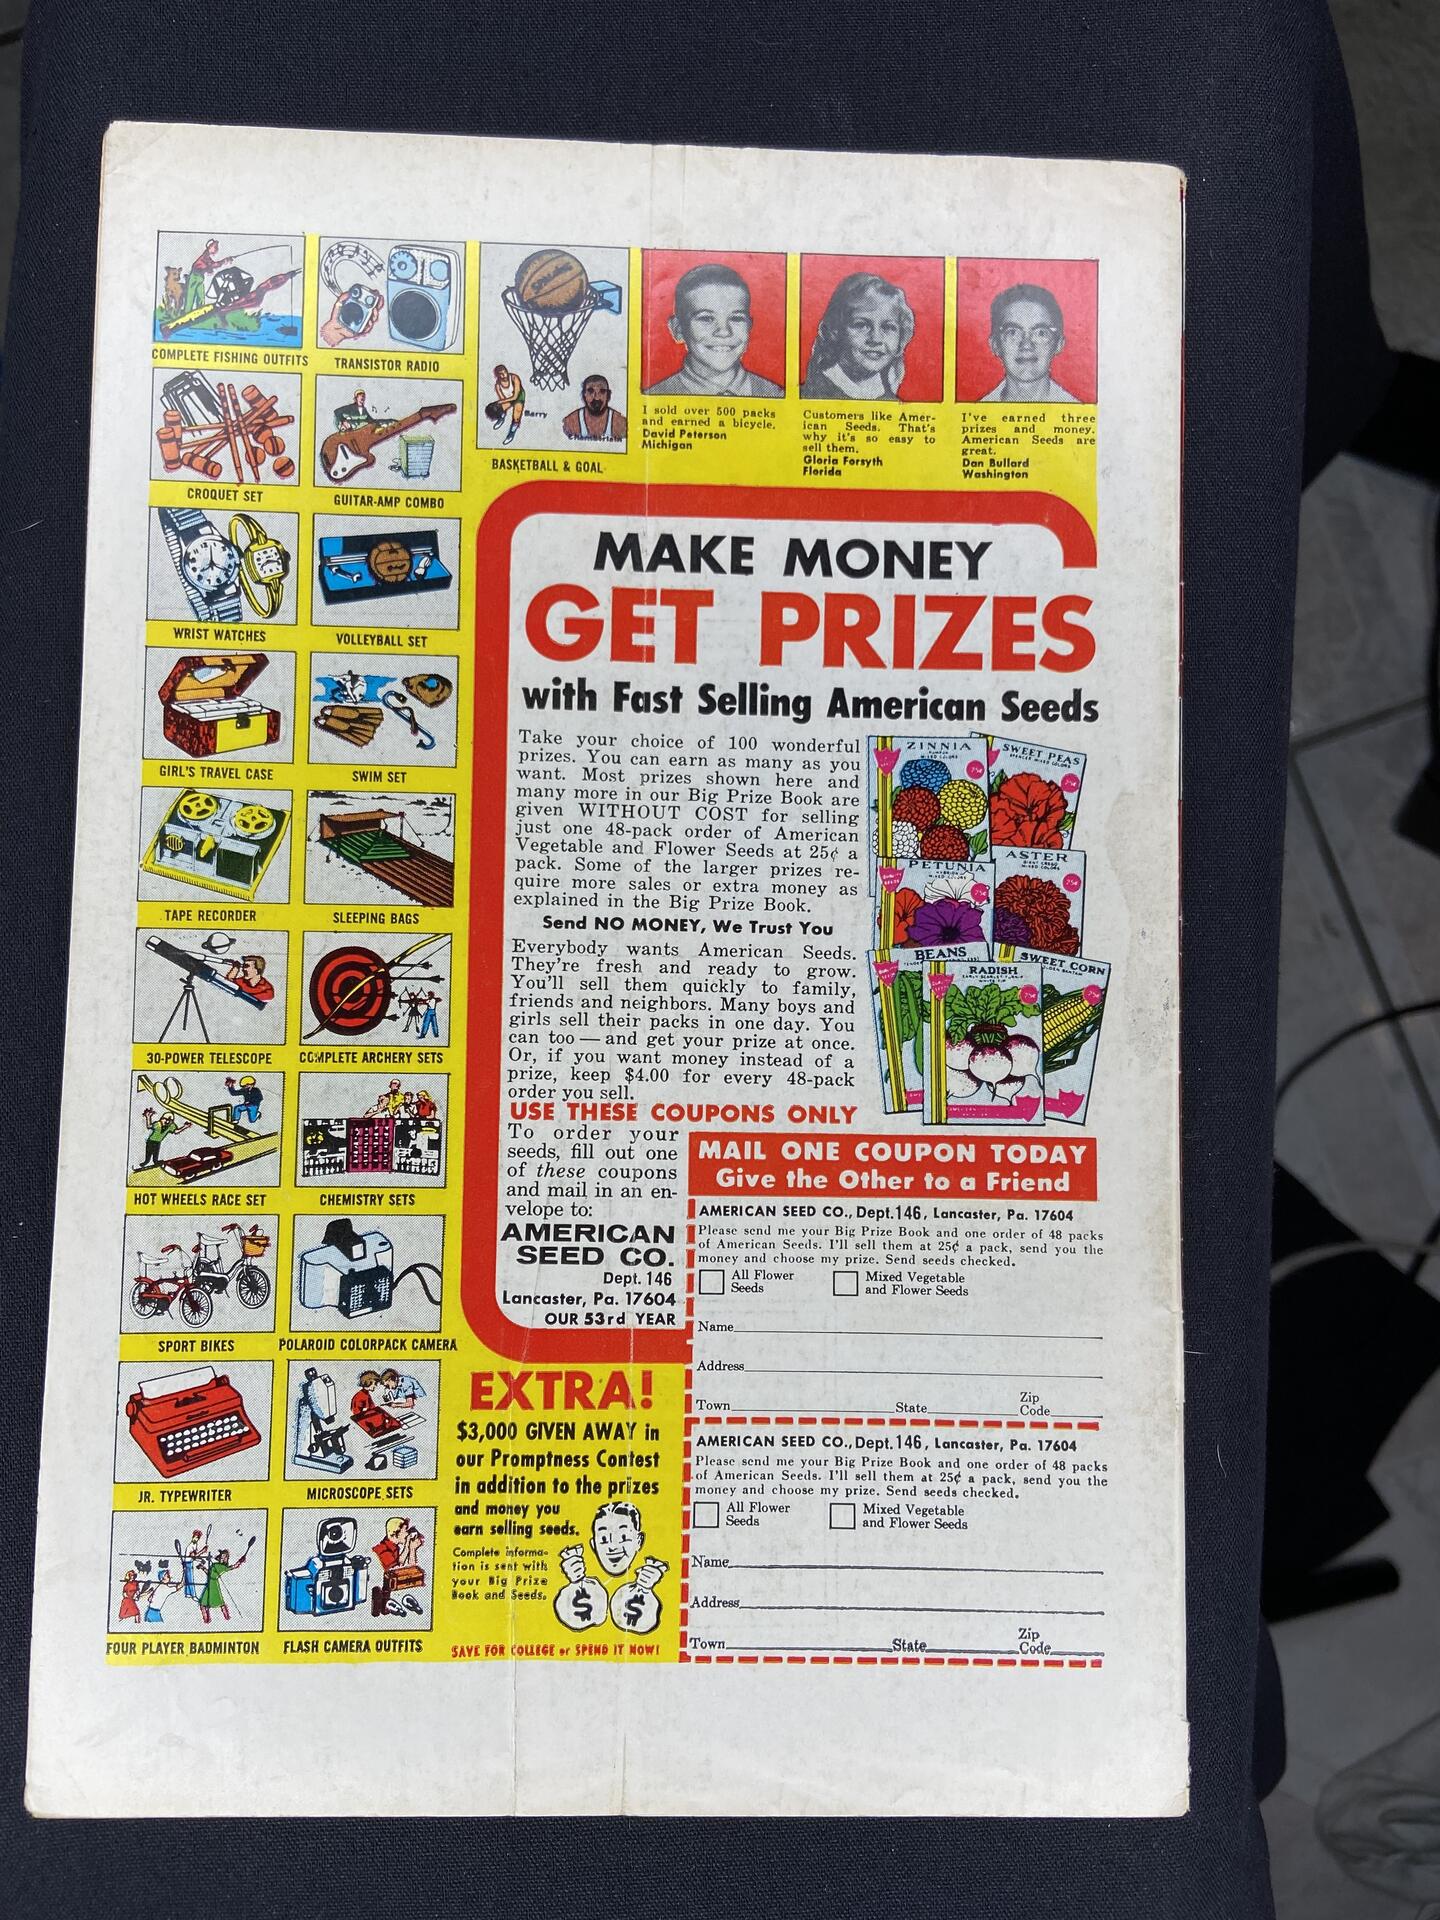 COMPLETE FISHING OUTFITS
TRANSISTOR RADIO
Barry
Chamberlain
BASKETBALL & GOAL
CROQUET SET
GUITAR-AMP COMBO
WRIST WATCHES
VOLLEYBALL SET
GIRL'S TRAVEL CASE
SWIM SET
TAPE RECORDER
SLEEPING BAGS
30-POWER TELESCOPE
COMPLETE ARCHERY SETS
HOT WHEELS RACE SET
CHEMISTRY SETS
SPORT BIKES
POLAROID COLORPACK CAMERA
JR. TYPEWRITER
MICROSCOPE SETS
FOUR PLAYER BADMINTON
FLASH CAMERA OUTFITS
I sold over 500 packs
and earned a bicycle.
David Peterson
Michigan
Customers like Amer-
ican Seeds. That's
why it's so easy to
sell them.
Gloria Forsyth
Florida
I've earned three
prizes and money.
American Seeds are
great.
Dan Bullard
Washington
MAKE MONEY
GET PRIZES
with Fast Selling American Seeds
Take your choice of 100 wonderful
prizes. You can earn as many as you
want. Most prizes shown here and
many more in our Big Prize Book are
given WITHOUT COST for selling
just one 48-pack order of American
Vegetable and Flower Seeds at 25¢ a
pack. Some of the larger prizes re-
quire more sales or extra money as
explained in the Big Prize Book.
Send NO MONEY, We Trust You
Everybody wants American Seeds.
They're fresh and ready to grow.
You'll sell them quickly to family,
friends and neighbors. Many boys and
girls sell their packs in one day. You
can too — and get your prize at once.
Or, if you want money instead of a
prize, keep $4.00 for every 48-pack
order you sell.
USE THESE COUPONS ONLY
To order your
seeds, fill out one
of these coupons
and mail in an en-
velope to:
AMERICAN
SEED CO.
Dept. 146
Lancaster, Pa. 17604
OUR 53rd YEAR
ZINNIA
MIXED COLORS
25¢
SWEET PEAS
SPENCER MIXED COLORS
25¢
PETUNIA
MIXED COLORS
25¢
ASTER
MIXED COLORS
25¢
BEANS
RADISH
WHITE TIP
25¢
SWEET CORN
25¢
MAIL ONE COUPON TODAY
Give the Other to a Friend
AMERICAN SEED CO., Dept. 146, Lancaster, Pa. 17604
Please send me your Big Prize Book and one order of 48 packs
of American Seeds. I'll sell them at 25¢ a pack, send you the
money and choose my prize. Send seeds checked.
All Flower
Seeds
Mixed Vegetable
and Flower Seeds
Name
Address
Town State Zip
Code
AMERICAN SEED CO., Dept. 146, Lancaster, Pa. 17604
Please send me your Big Prize Book and one order of 48 packs
of American Seeds. I'll sell them at 25¢ a pack, send you the
money and choose my prize. Send seeds checked.
All Flower
Seeds
Mixed Vegetable
and Flower Seeds
Name
Address
Town State Zip
Code
EXTRA!
$3,000 GIVEN AWAY in
our Promptness Contest
in addition to the prizes
and money you
earn selling seeds.
Complete informa-
tion is sent with
your Big Prize
Book and Seeds.
$ $
SAVE FOR COLLEGE or SPEND IT NOW!